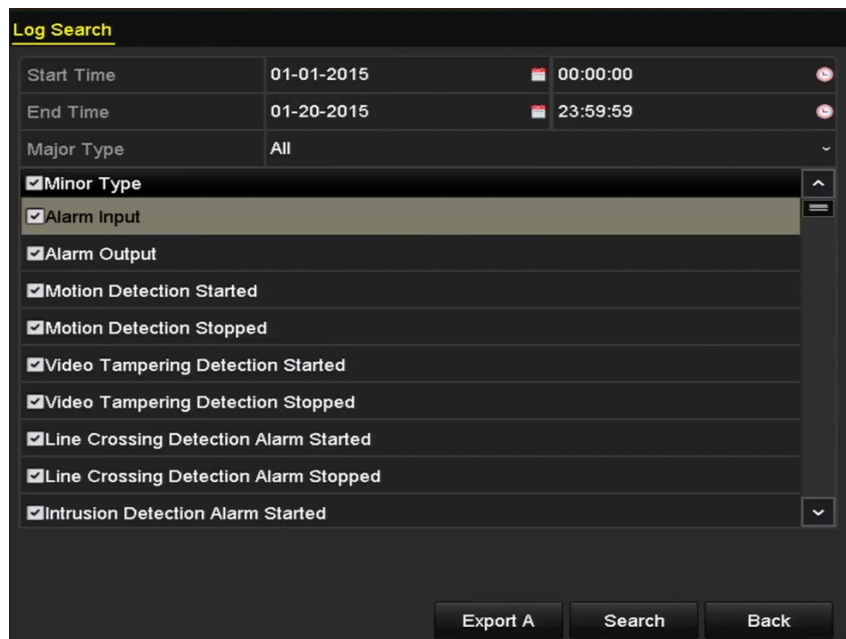 Log Search
Start Time 01-01-2015 00:00:00
End Time 01-20-2015 23:59:59
Major Type All
Minor Type
Alarm Input
Alarm Output
Motion Detection Started
Motion Detection Stopped
Video Tampering Detection Started
Video Tampering Detection Stopped
Line Crossing Detection Alarm Started
Line Crossing Detection Alarm Stopped
Intrusion Detection Alarm Started
Export A Search Back